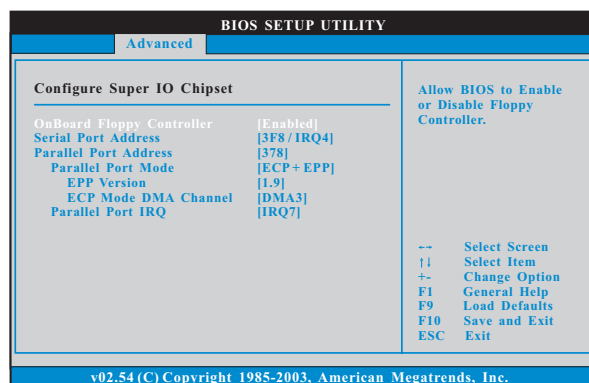 BIOS SETUP UTILITY
Advanced
Configure Super IO Chipset
OnBoard Floppy Controller [Enabled]
Serial Port Address [3F8 / IRQ4]
Parallel Port Address [378]
Parallel Port Mode [ECP + EPP]
EPP Version [1.9]
ECP Mode DMA Channel [DMA3]
Parallel Port IRQ [IRQ7]
Allow BIOS to Enable
or Disable Floppy
Controller.
←→ Select Screen
↑↓ Select Item
+- Change Option
F1 General Help
F9 Load Defaults
F10 Save and Exit
ESC Exit
v02.54 (C) Copyright 1985-2003, American Megatrends, Inc.